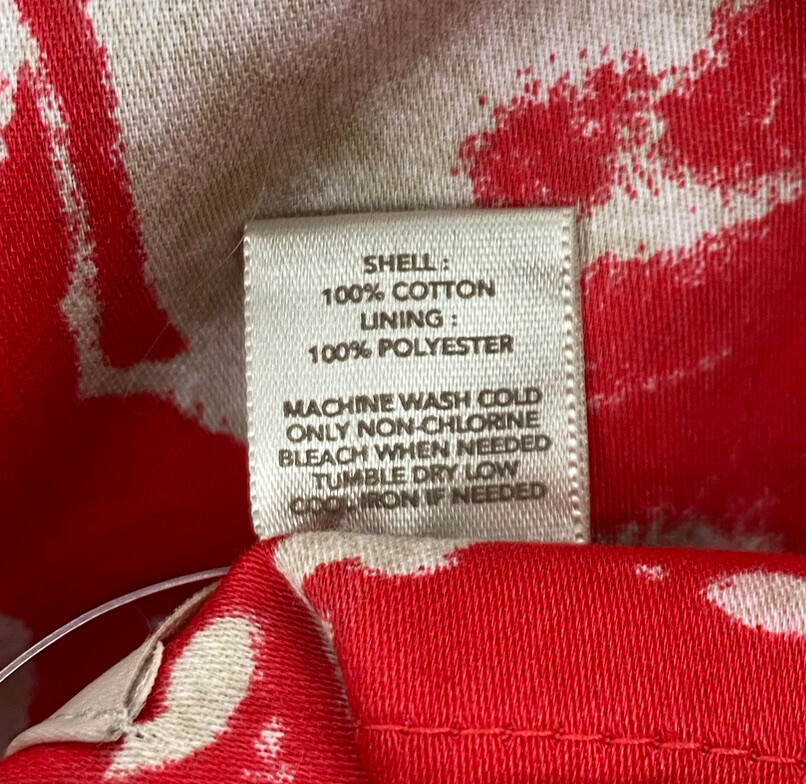 SHELL :
100% COTTON
LINING :
100% POLYESTER
MACHINE WASH COLD
ONLY NON-CHLORINE
BLEACH WHEN NEEDED
TUMBLE DRY LOW
COOL IRON IF NEEDED